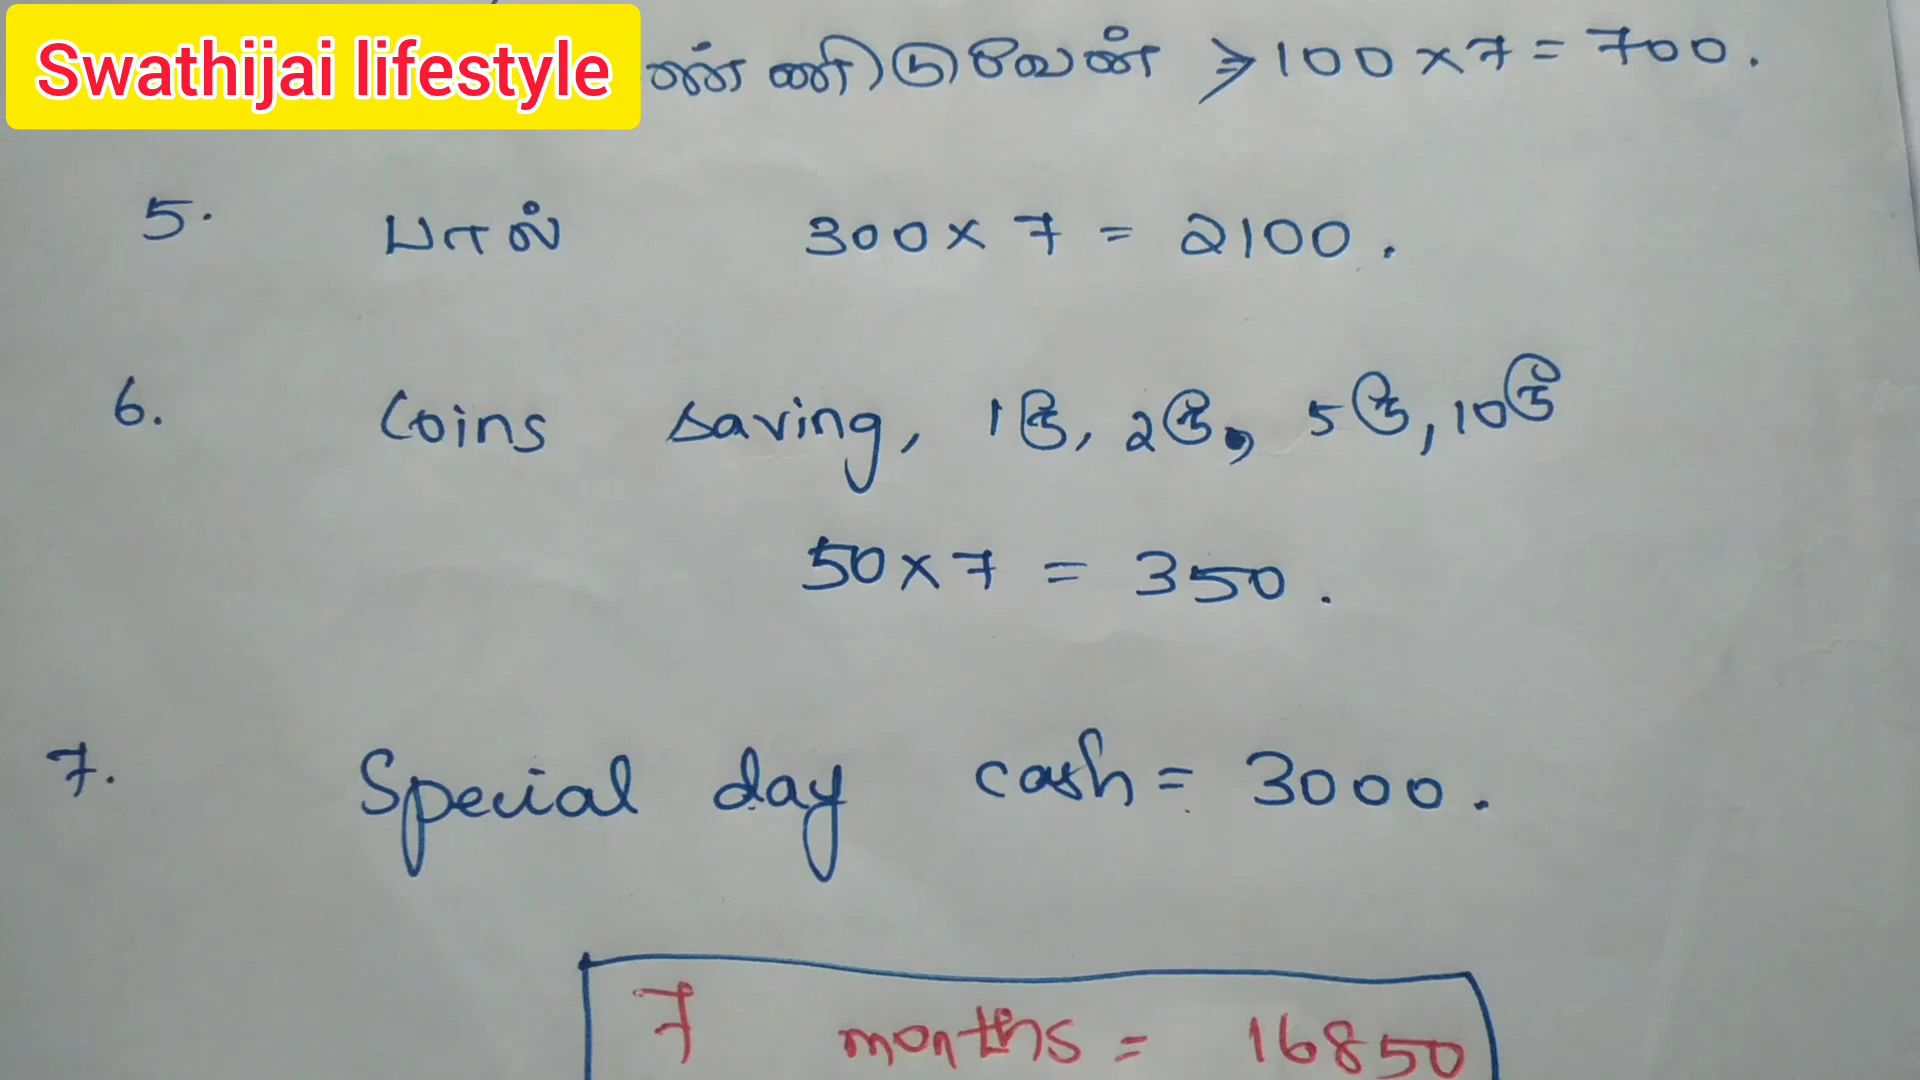 Swathijai lifestyle
ண்ணிடுவேன் ⇒ 100 × 7 = 700.
5. பால் 300 × 7 = 2100.
6. Coins saving, 1ரூ, 2ரூ, 5ரூ, 10ரூ
50 × 7 = 350.
7. Special day cash = 3000.
7 months = 16850